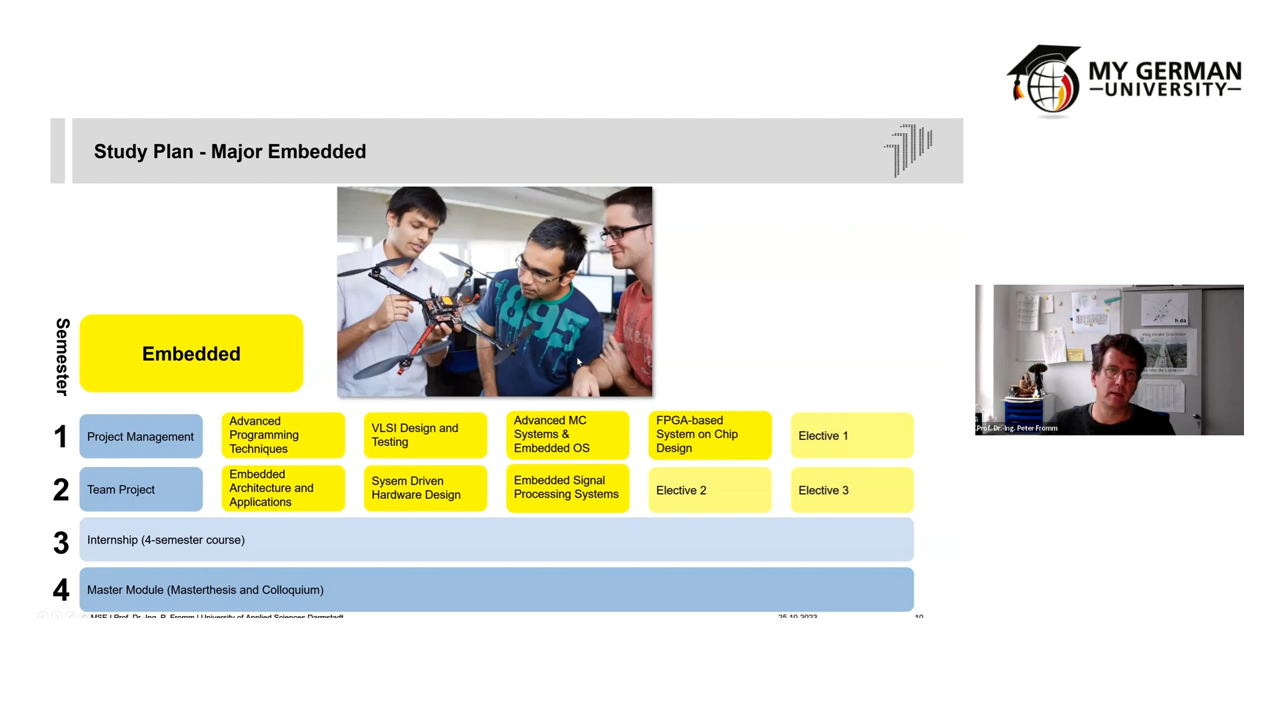 MY GERMAN
UNIVERSITY
Study Plan - Major Embedded
1895
Semester
Embedded
1
Project Management
Advanced
Programming
Techniques
VLSI Design and
Testing
Advanced MC
Systems &
Embedded OS
FPGA-based
System on Chip
Design
Elective 1
2
Team Project
Embedded
Architecture and
Applications
Sysem Driven
Hardware Design
Embedded Signal
Processing Systems
Elective 2
Elective 3
3
Internship (4-semester course)
4
Master Module (Masterthesis and Colloquium)
MSE | Prof. Dr.-Ing. P. Fromm | University of Applied Sciences Darmstadt
25.10.2023
10
h da
Prof. Dr.-Ing. Peter Fromm